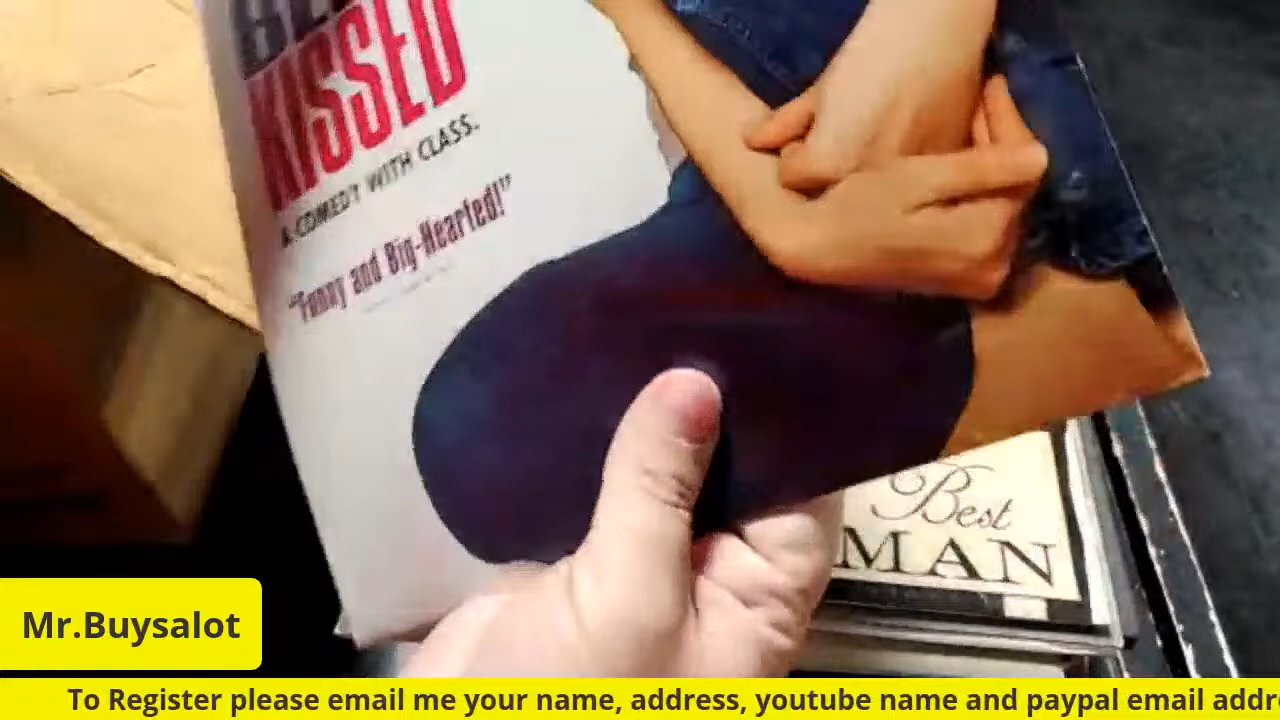 KISSED
A COMEDY WITH CLASS.
"Funny and Big-Hearted!"
Best
MAN
Mr.Buysalot
To Register please email me your name, address, youtube name and paypal email addr